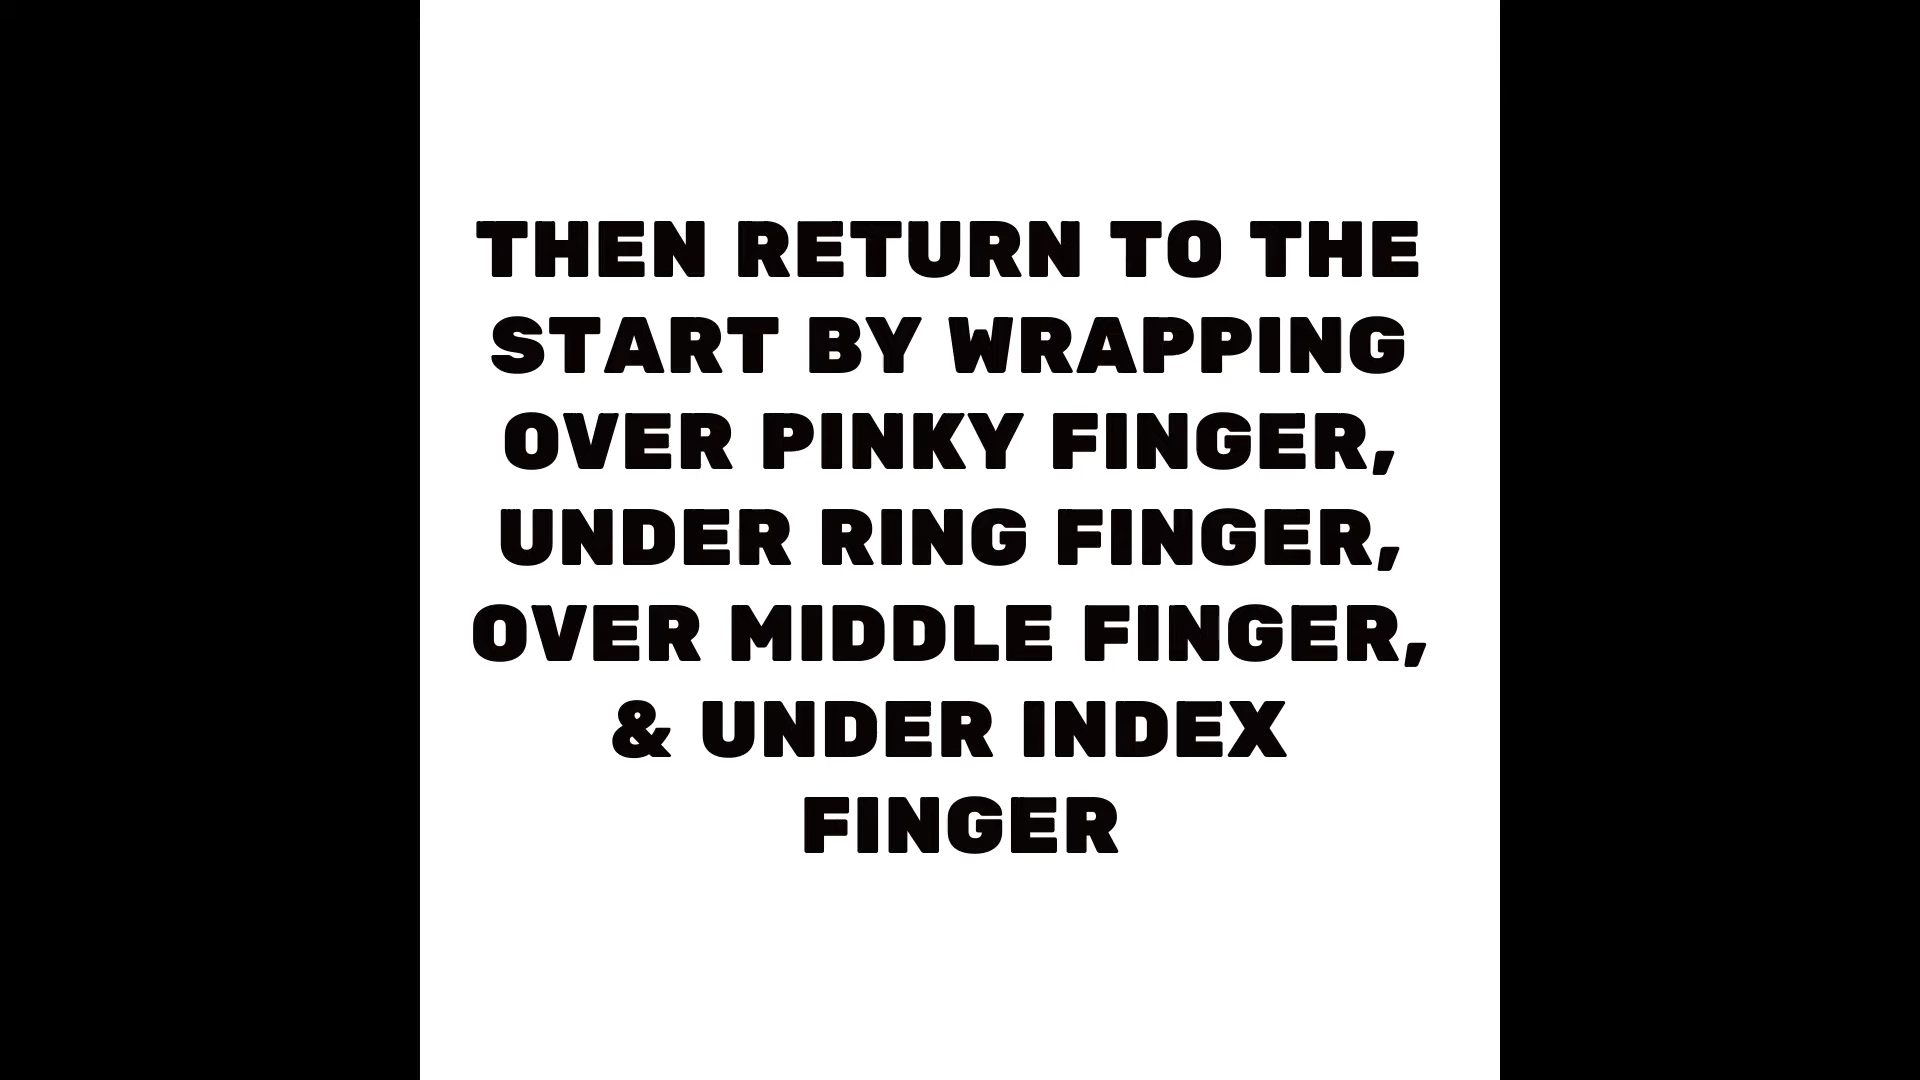 THEN RETURN TO THE
START BY WRAPPING
OVER PINKY FINGER,
UNDER RING FINGER,
OVER MIDDLE FINGER,
& UNDER INDEX
FINGER